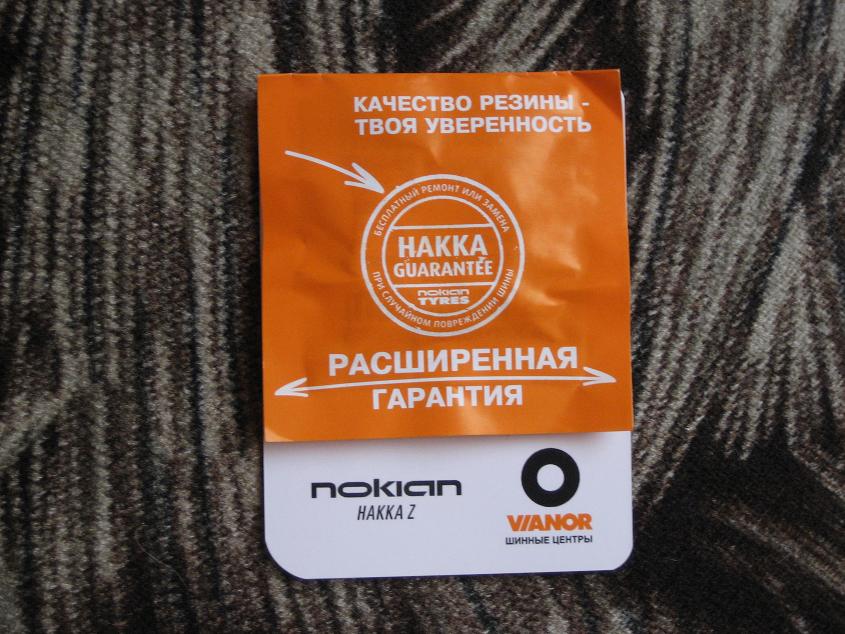 КАЧЕСТВО РЕЗИНЫ -
ТВОЯ УВЕРЕННОСТЬ
БЕСПЛАТНЫЙ РЕМОНТ ИЛИ ЗАМЕНА
HAKKA
GUARANTEE
nokian
TYRES
ПРИ СЛУЧАЙНОМ ПОВРЕЖДЕНИИ ШИНЫ
РАСШИРЕННАЯ
ГАРАНТИЯ
nokian
HAKKA Z
VIANOR
ШИННЫЕ ЦЕНТРЫ